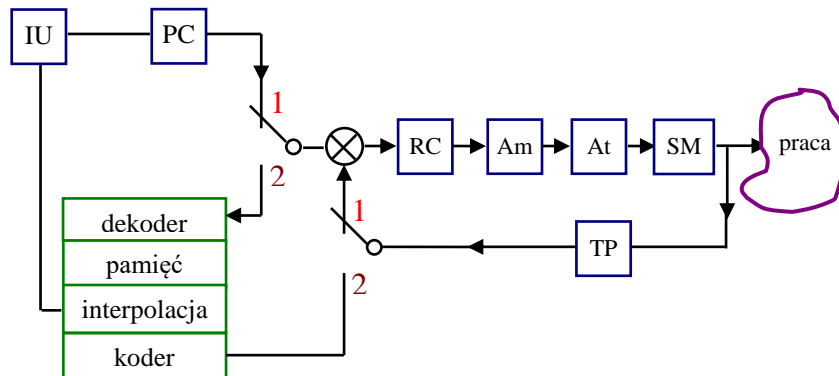 IU
PC
1
2
RC
Am
At
SM
praca
1
2
TP
dekoder
pamięć
interpolacja
koder